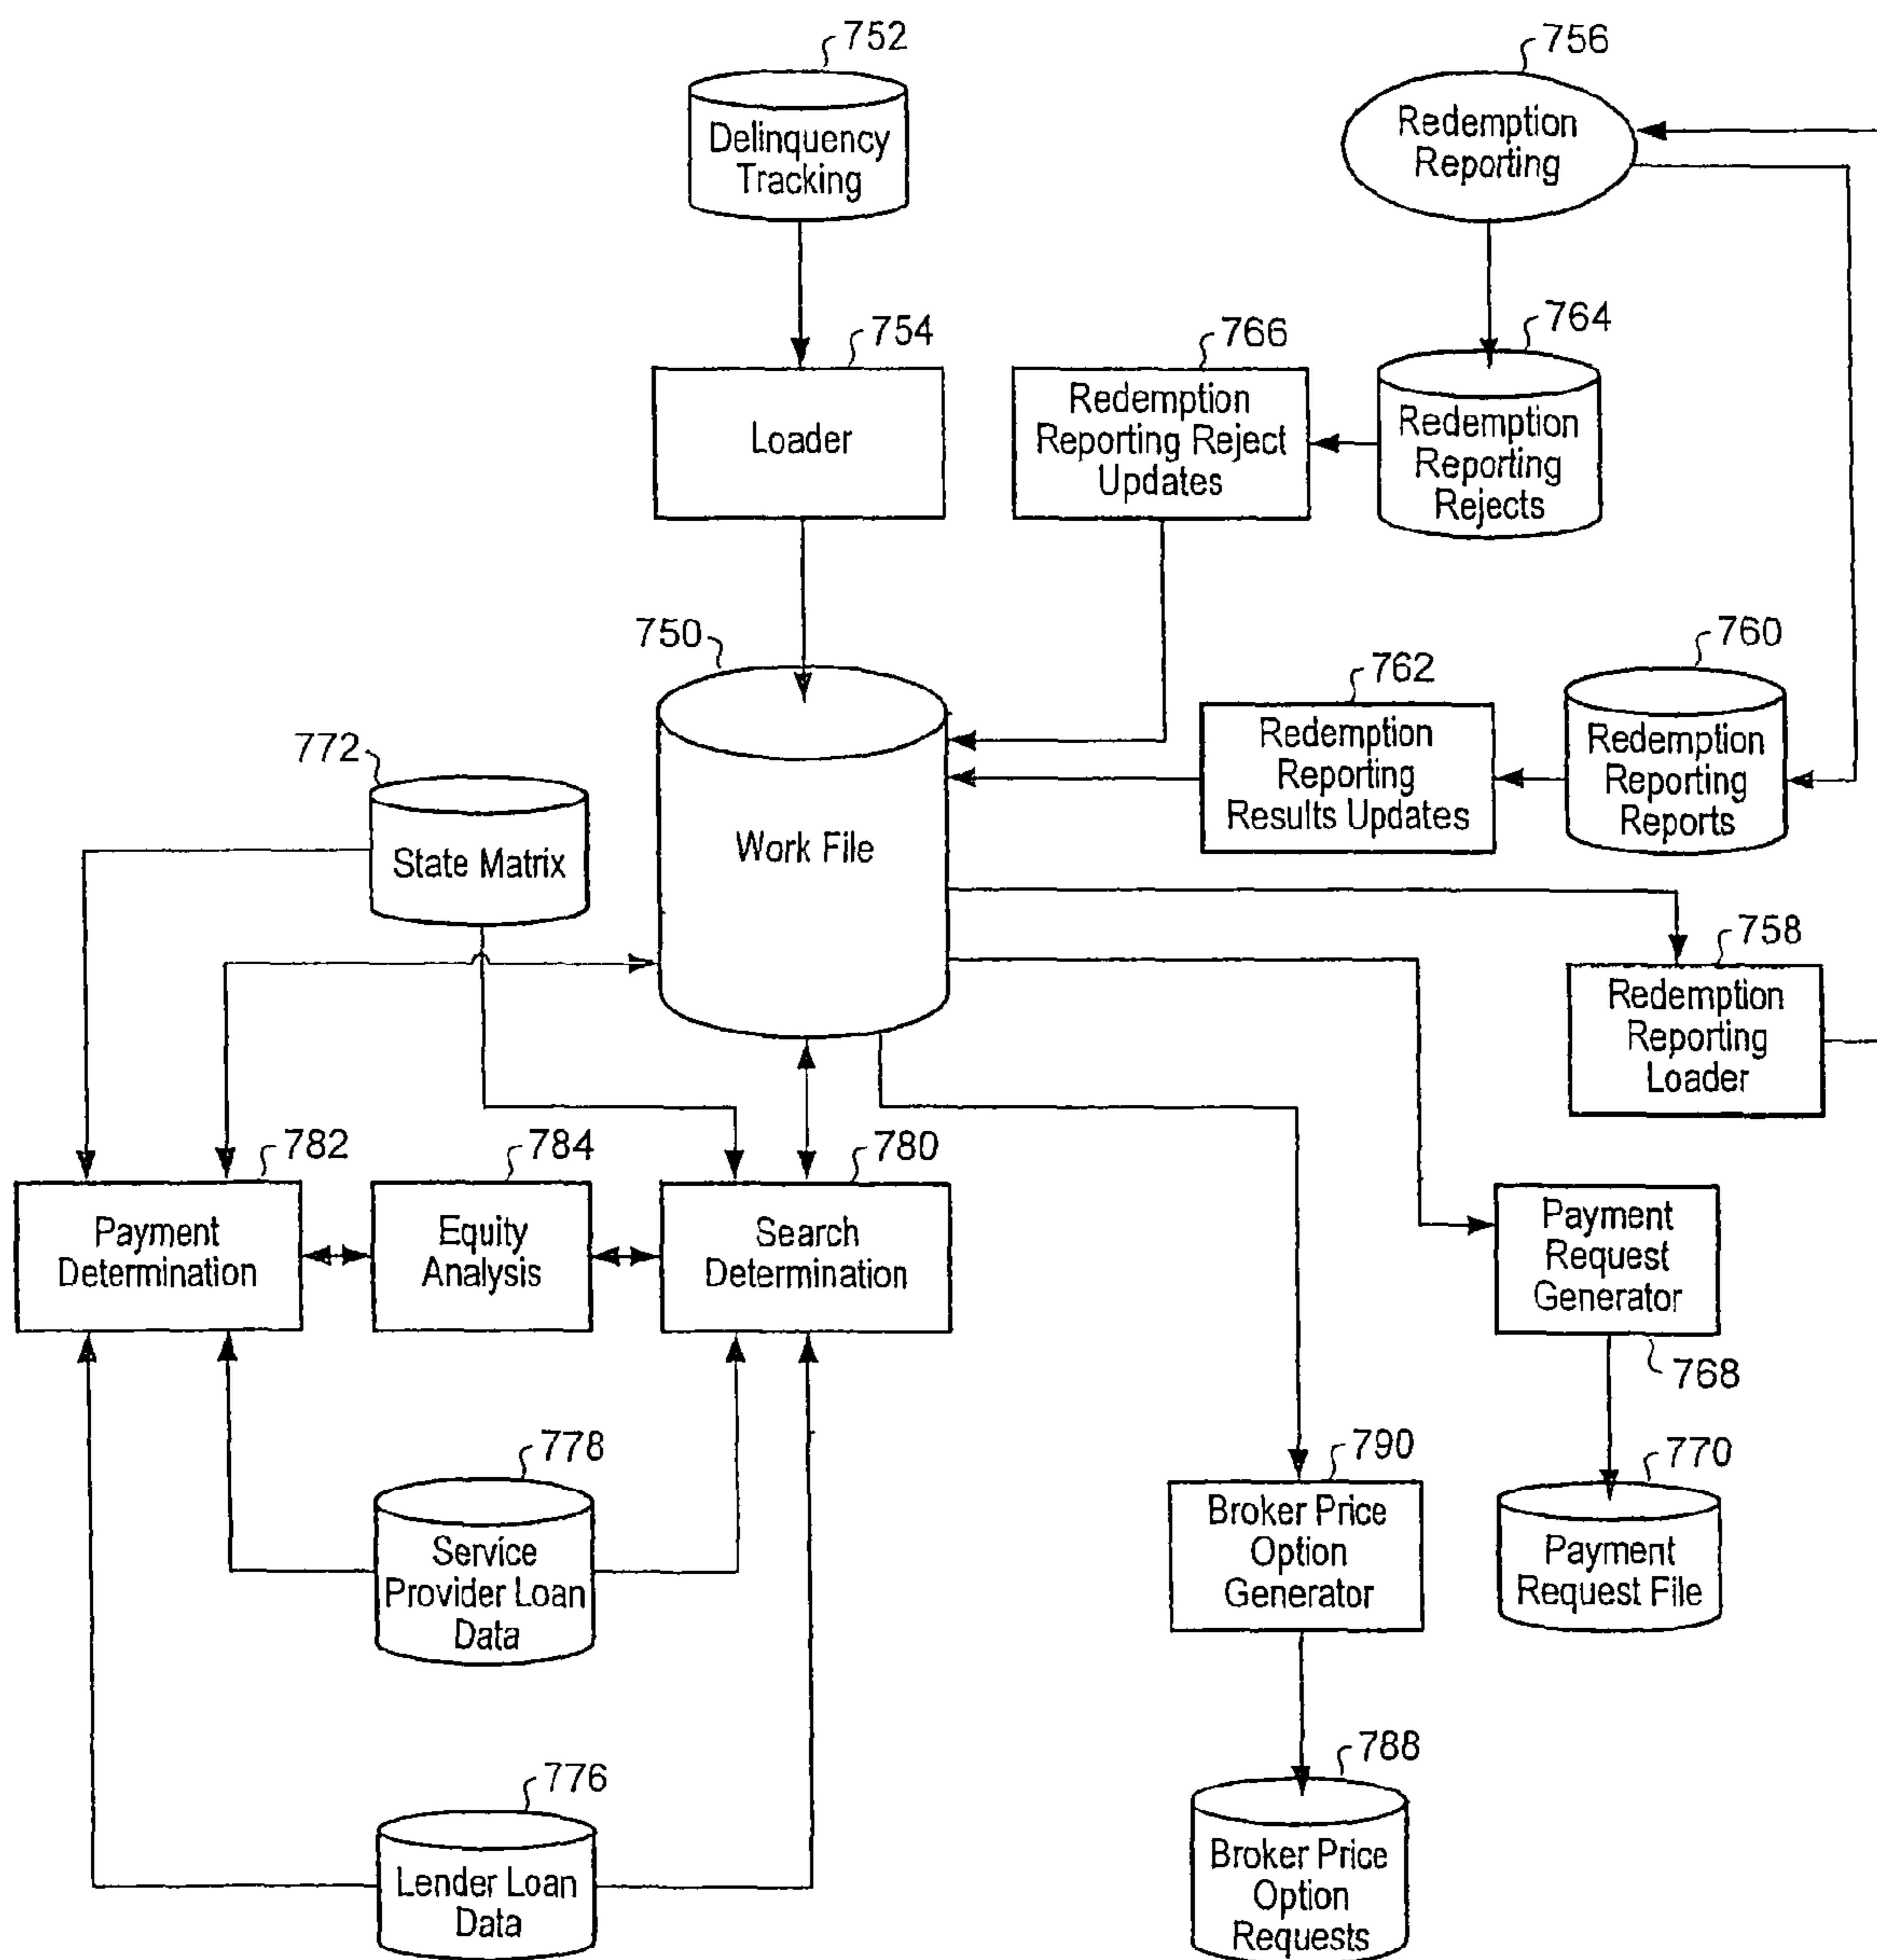 752
Delinquency
Tracking
756
Redemption
Reporting
754
Loader
766
Redemption
Reporting Reject
Updates
764
Redemption
Reporting
Rejects
750
Work File
762
Redemption
Reporting
Results Updates
760
Redemption
Reporting
Reports
772
State Matrix
758
Redemption
Reporting
Loader
782
Payment
Determination
784
Equity
Analysis
780
Search
Determination
Payment
Request
Generator
768
778
Service
Provider Loan
Data
790
Broker Price
Option
Generator
770
Payment
Request File
776
Lender Loan
Data
788
Broker Price
Option
Requests